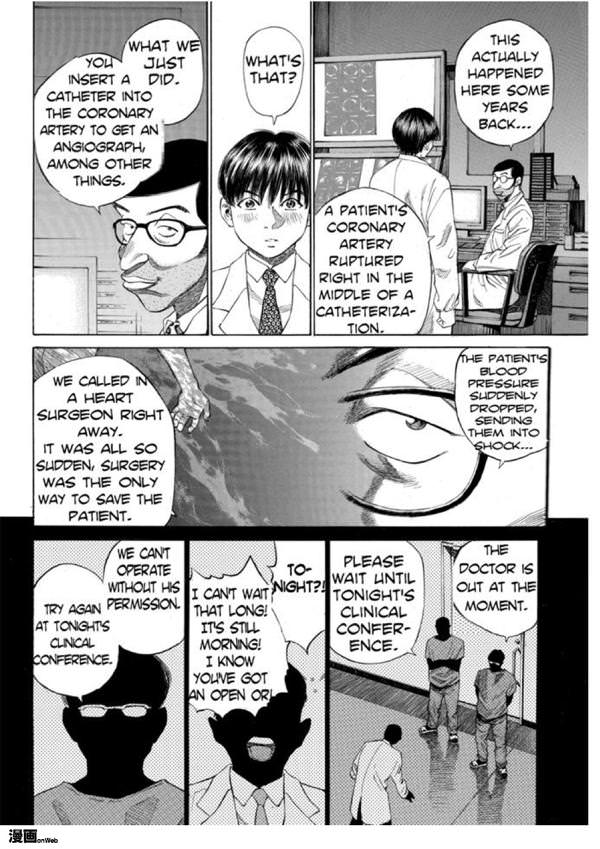 THIS
ACTUALLY
HAPPENED
HERE SOME
YEARS
BACK...
A PATIENT'S
CORONARY
ARTERY
RUPTURED
RIGHT IN THE
MIDDLE OF A
CATHETERIZA-
TION.
WHAT'S
THAT?
WHAT WE
JUST
DID.
YOU
INSERT A
CATHETER INTO
THE CORONARY
ARTERY TO GET AN
ANGIOGRAPH,
AMONG OTHER
THINGS.
THE PATIENT'S
BLOOD
PRESSURE
SUDDENLY
DROPPED,
SENDING
THEM INTO
SHOCK...
WE CALLED IN
A HEART
SURGEON RIGHT
AWAY.
IT WAS ALL SO
SUDDEN, SURGERY
WAS THE ONLY
WAY TO SAVE THE
PATIENT.
THE
DOCTOR IS
OUT AT THE
MOMENT.
PLEASE
WAIT UNTIL
TONIGHT'S
CLINICAL
CONFER-
ENCE.
TO-
NIGHT?!
I CAN'T WAIT
THAT LONG!
IT'S STILL
MORNING!
I KNOW
YOU'VE GOT
AN OPEN OR!
WE CAN'T
OPERATE
WITHOUT HIS
PERMISSION.
TRY AGAIN
AT TONIGHT'S
CLINICAL
CONFERENCE.
漫画onWeb